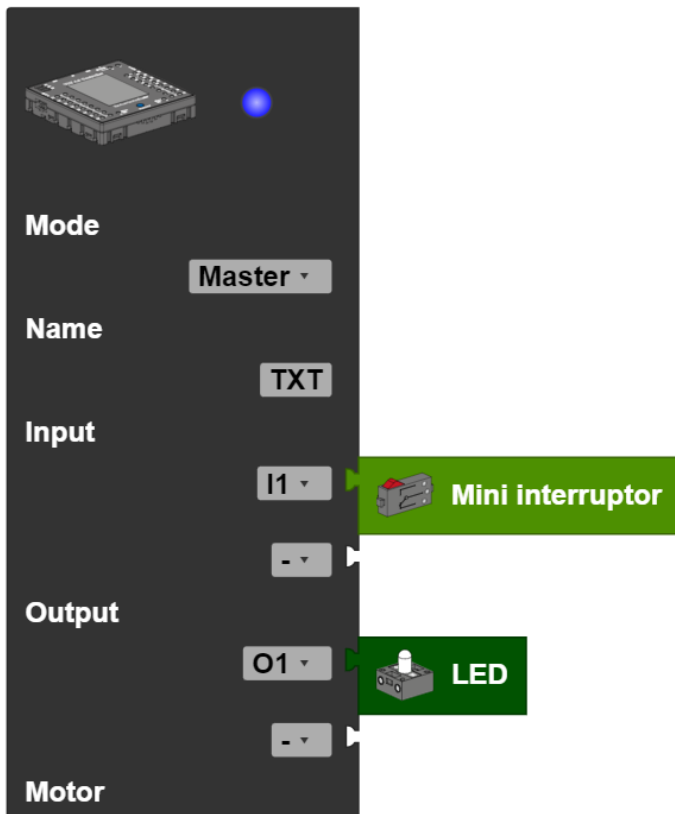 Mode
Master
Name
TXT
Input
I1
Mini interruptor
-
Output
O1
LED
-
Motor